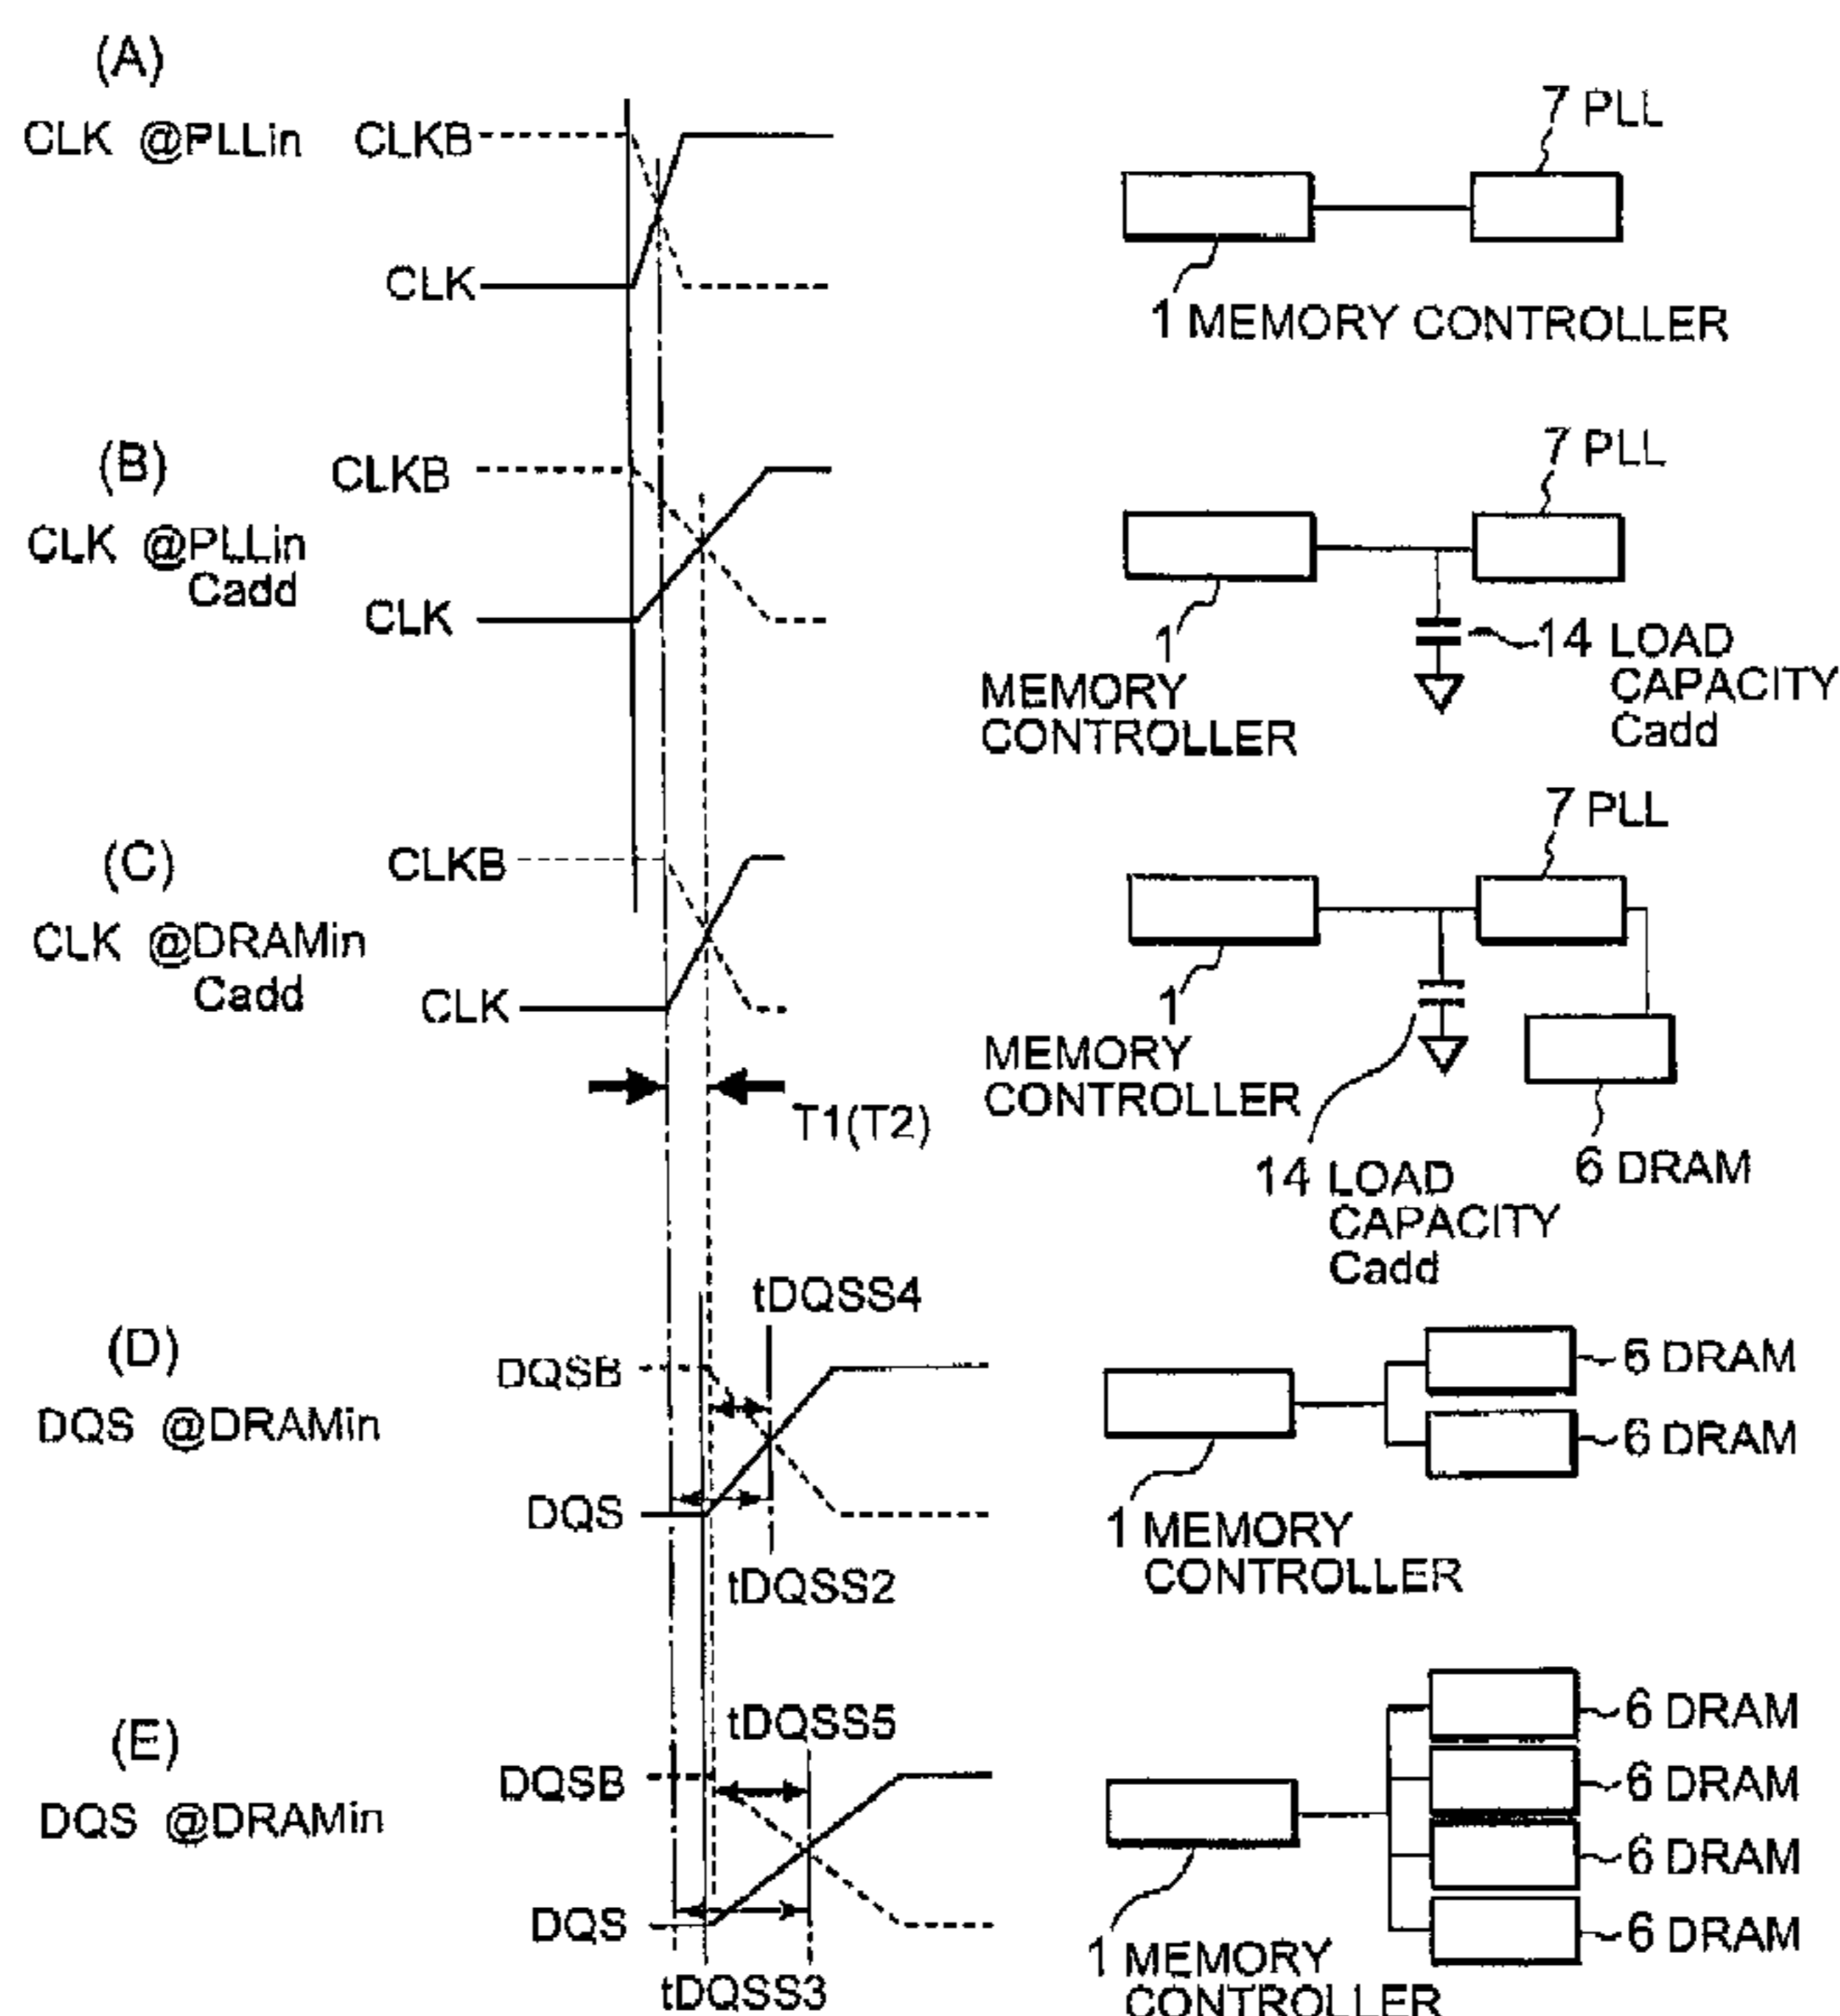 (A)
CLK @PLLin
CLKB
CLK
7 PLL
1 MEMORY CONTROLLER
(B)
CLK @PLLin
Cadd
CLKB
CLK
7 PLL
1
MEMORY
CONTROLLER
14 LOAD
CAPACITY
Cadd
(C)
CLK @DRAMin
Cadd
CLKB
CLK
T1(T2)
7 PLL
1
MEMORY
CONTROLLER
14 LOAD
CAPACITY
Cadd
6 DRAM
(D)
DQS @DRAMin
tDQSS4
DQSB
DQS
tDQSS2
6 DRAM
6 DRAM
1 MEMORY
CONTROLLER
(E)
DQS @DRAMin
tDQSS5
DQSB
DQS
tDQSS3
6 DRAM
6 DRAM
6 DRAM
6 DRAM
1 MEMORY
CONTROLLER